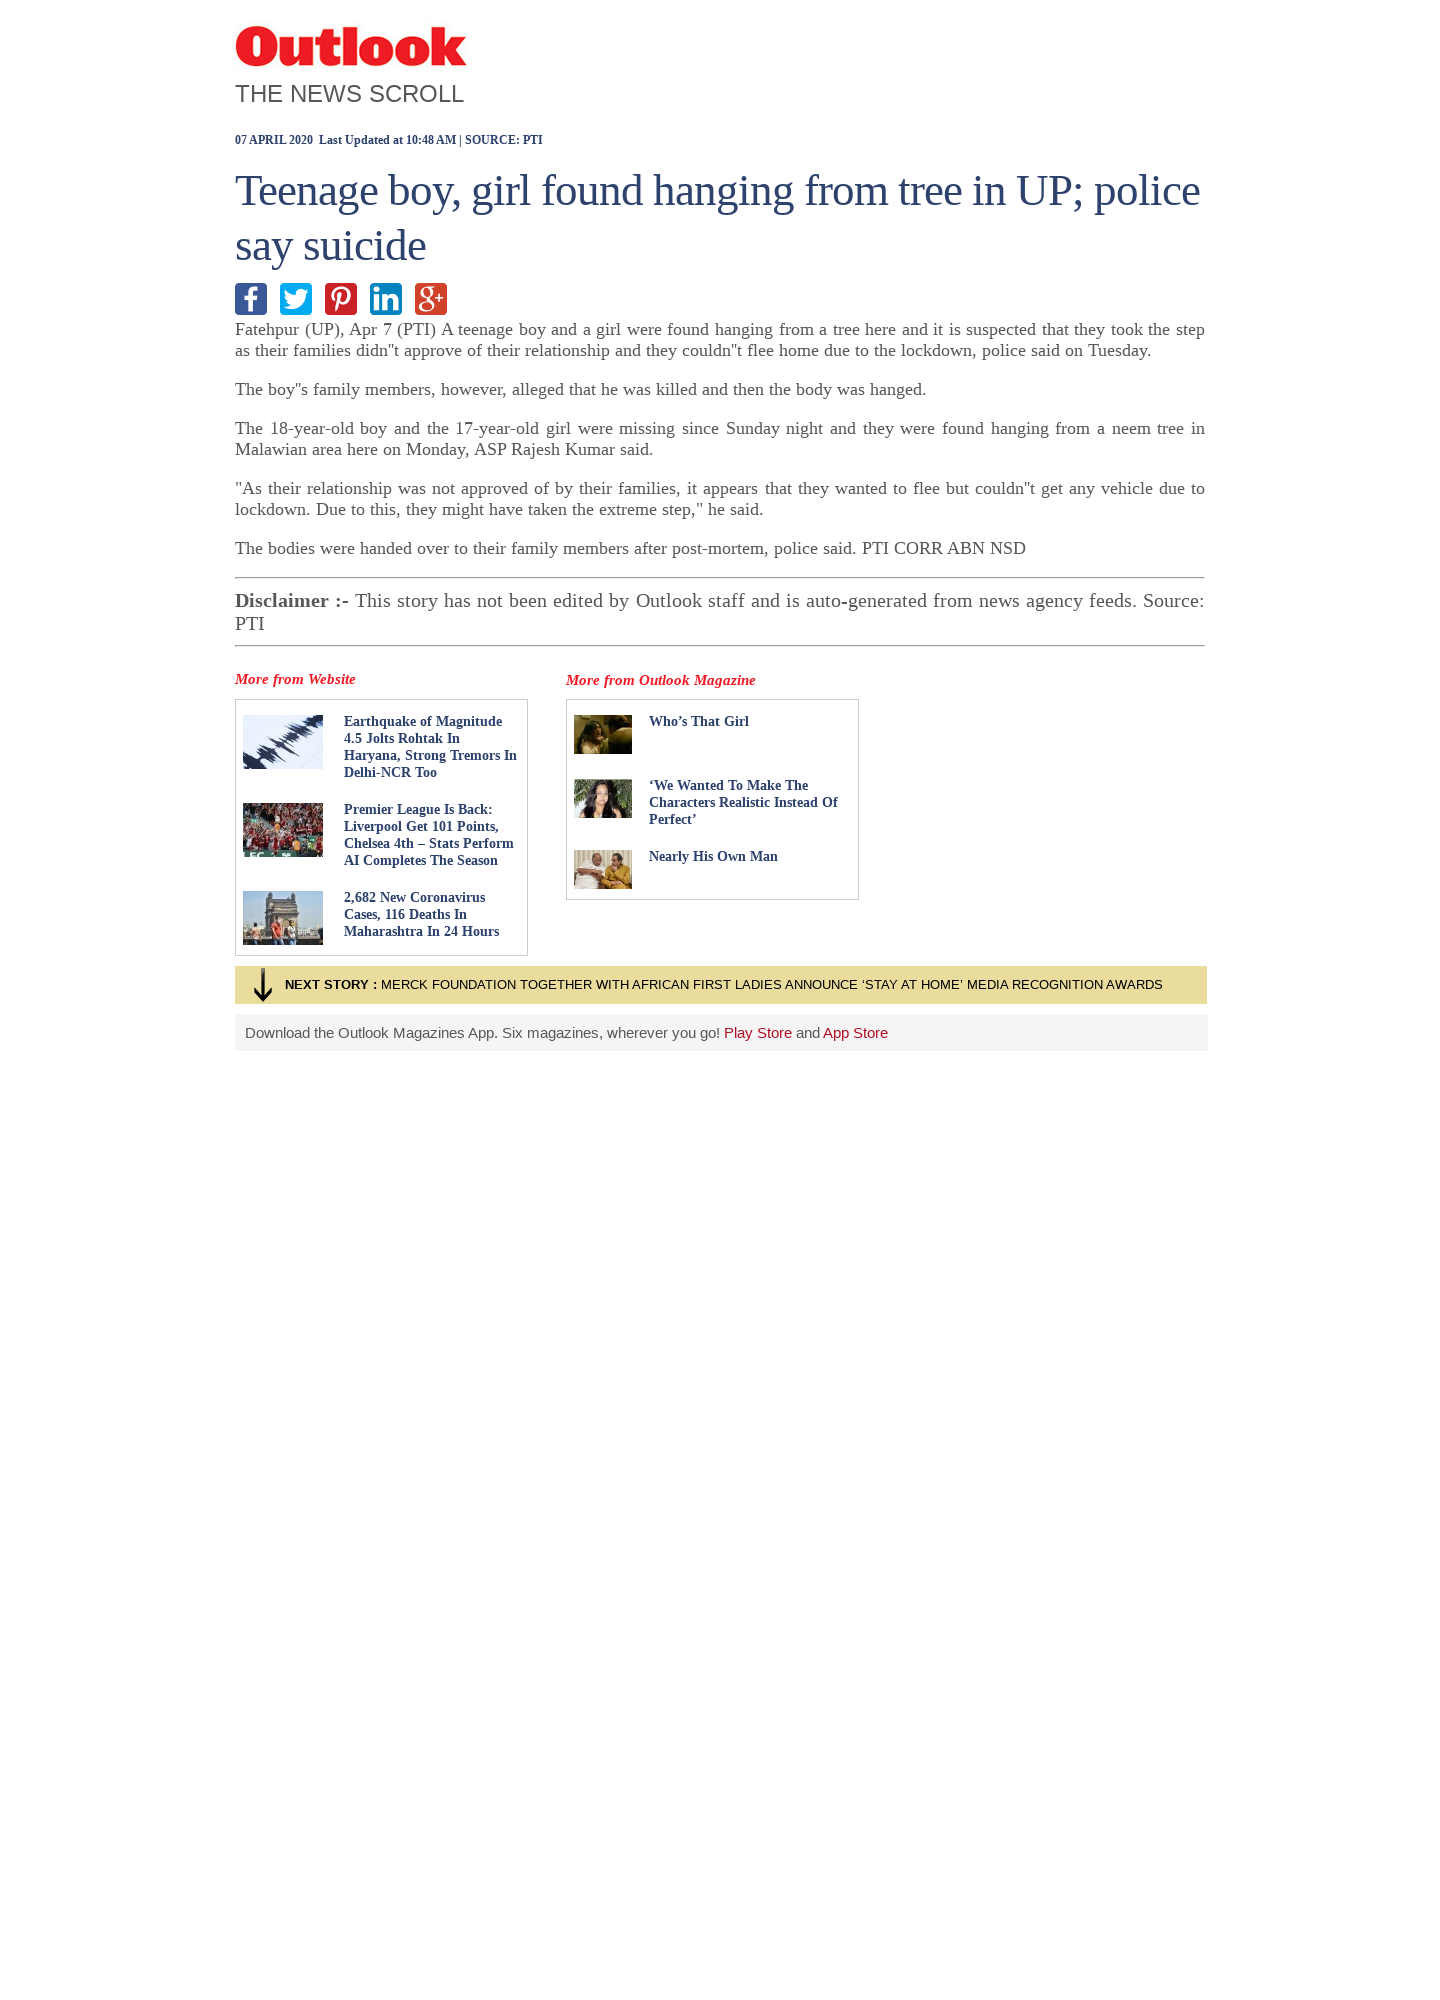 Outlook
THE NEWS SCROLL
07 APRIL 2020  Last Updated at 10:48 AM | SOURCE: PTI
Teenage boy, girl found hanging from tree in UP; police
say suicide
Fatehpur (UP), Apr 7 (PTI) A teenage boy and a girl were found hanging from a tree here and it is suspected that they took the step
as their families didn''t approve of their relationship and they couldn''t flee home due to the lockdown, police said on Tuesday.
The boy''s family members, however, alleged that he was killed and then the body was hanged.
The 18-year-old boy and the 17-year-old girl were missing since Sunday night and they were found hanging from a neem tree in
Malawian area here on Monday, ASP Rajesh Kumar said.
"As their relationship was not approved of by their families, it appears that they wanted to flee but couldn''t get any vehicle due to
lockdown. Due to this, they might have taken the extreme step," he said.
The bodies were handed over to their family members after post-mortem, police said. PTI CORR ABN NSD
Disclaimer :- This story has not been edited by Outlook staff and is auto-generated from news agency feeds. Source:
PTI
More from Website
Earthquake of Magnitude
4.5 Jolts Rohtak In
Haryana, Strong Tremors In
Delhi-NCR Too
Premier League Is Back:
Liverpool Get 101 Points,
Chelsea 4th – Stats Perform
AI Completes The Season
2,682 New Coronavirus
Cases, 116 Deaths In
Maharashtra In 24 Hours
More from Outlook Magazine
Who’s That Girl
‘We Wanted To Make The
Characters Realistic Instead Of
Perfect’
Nearly His Own Man
NEXT STORY : MERCK FOUNDATION TOGETHER WITH AFRICAN FIRST LADIES ANNOUNCE ‘STAY AT HOME’ MEDIA RECOGNITION AWARDS
Download the Outlook Magazines App. Six magazines, wherever you go! Play Store and App Store